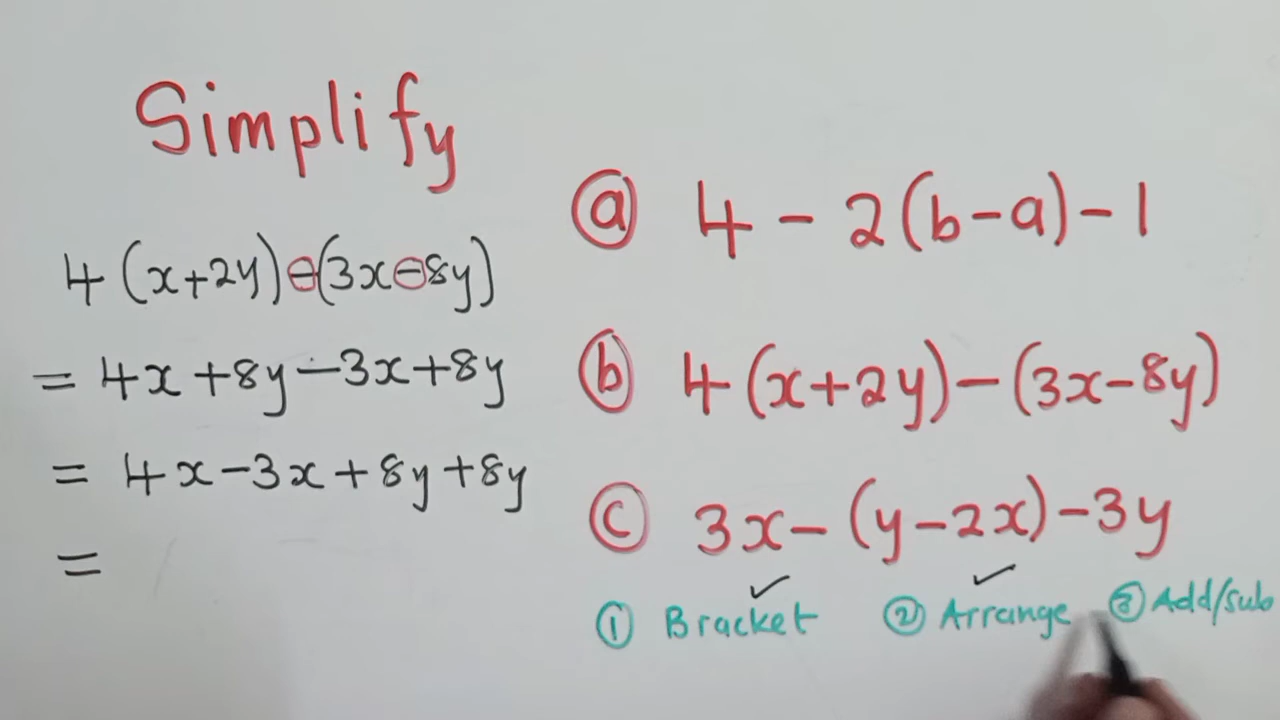 Simplify
4(x+2y)-(3x-8y)
= 4x+8y-3x+8y
= 4x-3x+8y+8y
=
ⓐ 4-2(b-a)-1
ⓑ 4(x+2y)-(3x-8y)
ⓒ 3x-(y-2x)-3y
① Bracket ② Arrange ③ Add/Sub